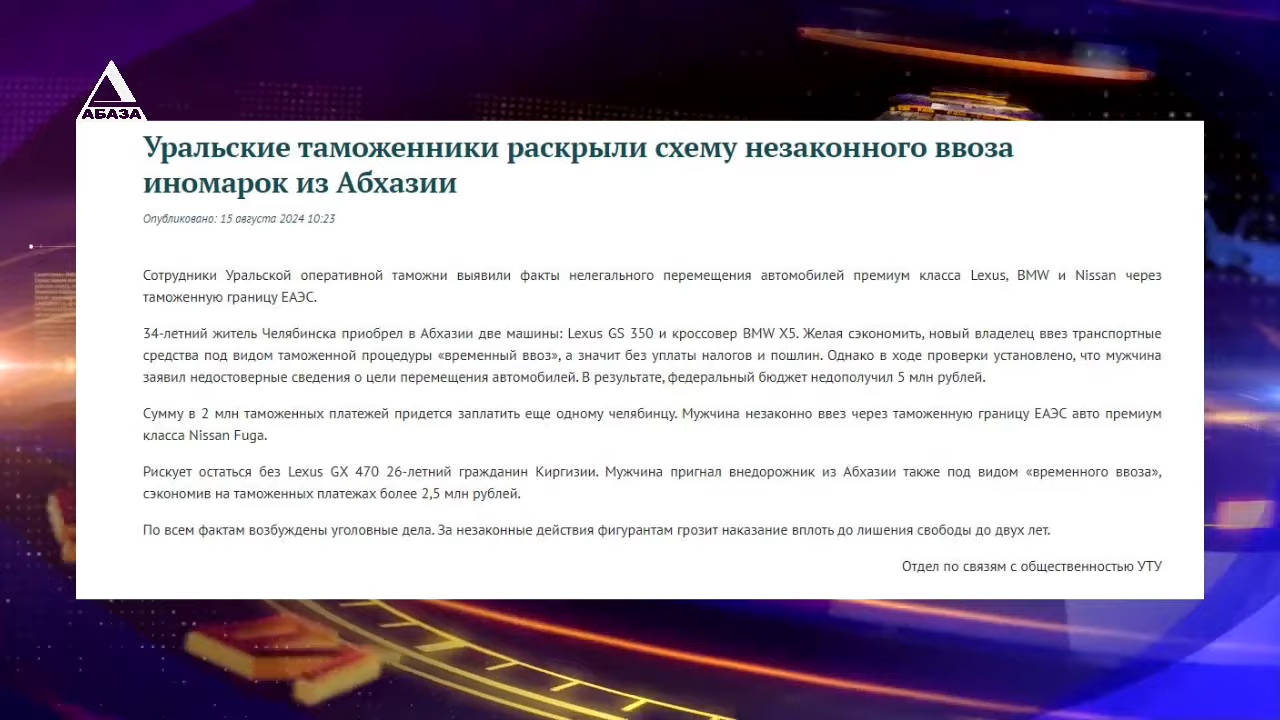 АБАЗА
Уральские таможенники раскрыли схему незаконного ввоза
иномарок из Абхазии
Опубликовано: 15 августа 2024 10:23
Сотрудники Уральской оперативной таможни выявили факты нелегального перемещения автомобилей премиум класса Lexus, BMW и Nissan через
таможенную границу ЕАЭС.
34-летний житель Челябинска приобрел в Абхазии две машины: Lexus GS 350 и кроссовер BMW X5. Желая сэкономить, новый владелец ввез транспортные
средства под видом таможенной процедуры «временный ввоз», а значит без уплаты налогов и пошлин. Однако в ходе проверки установлено, что мужчина
заявил недостоверные сведения о цели перемещения автомобилей. В результате, федеральный бюджет недополучил 5 млн рублей.
Сумму в 2 млн таможенных платежей придется заплатить еще одному челябинцу. Мужчина незаконно ввез через таможенную границу ЕАЭС авто премиум
класса Nissan Fuga.
Рискует остаться без Lexus GX 470 26-летний гражданин Киргизии. Мужчина пригнал внедорожник из Абхазии также под видом «временного ввоза»,
сэкономив на таможенных платежах более 2,5 млн рублей.
По всем фактам возбуждены уголовные дела. За незаконные действия фигурантам грозит наказание вплоть до лишения свободы до двух лет.
Отдел по связям с общественностью УТУ